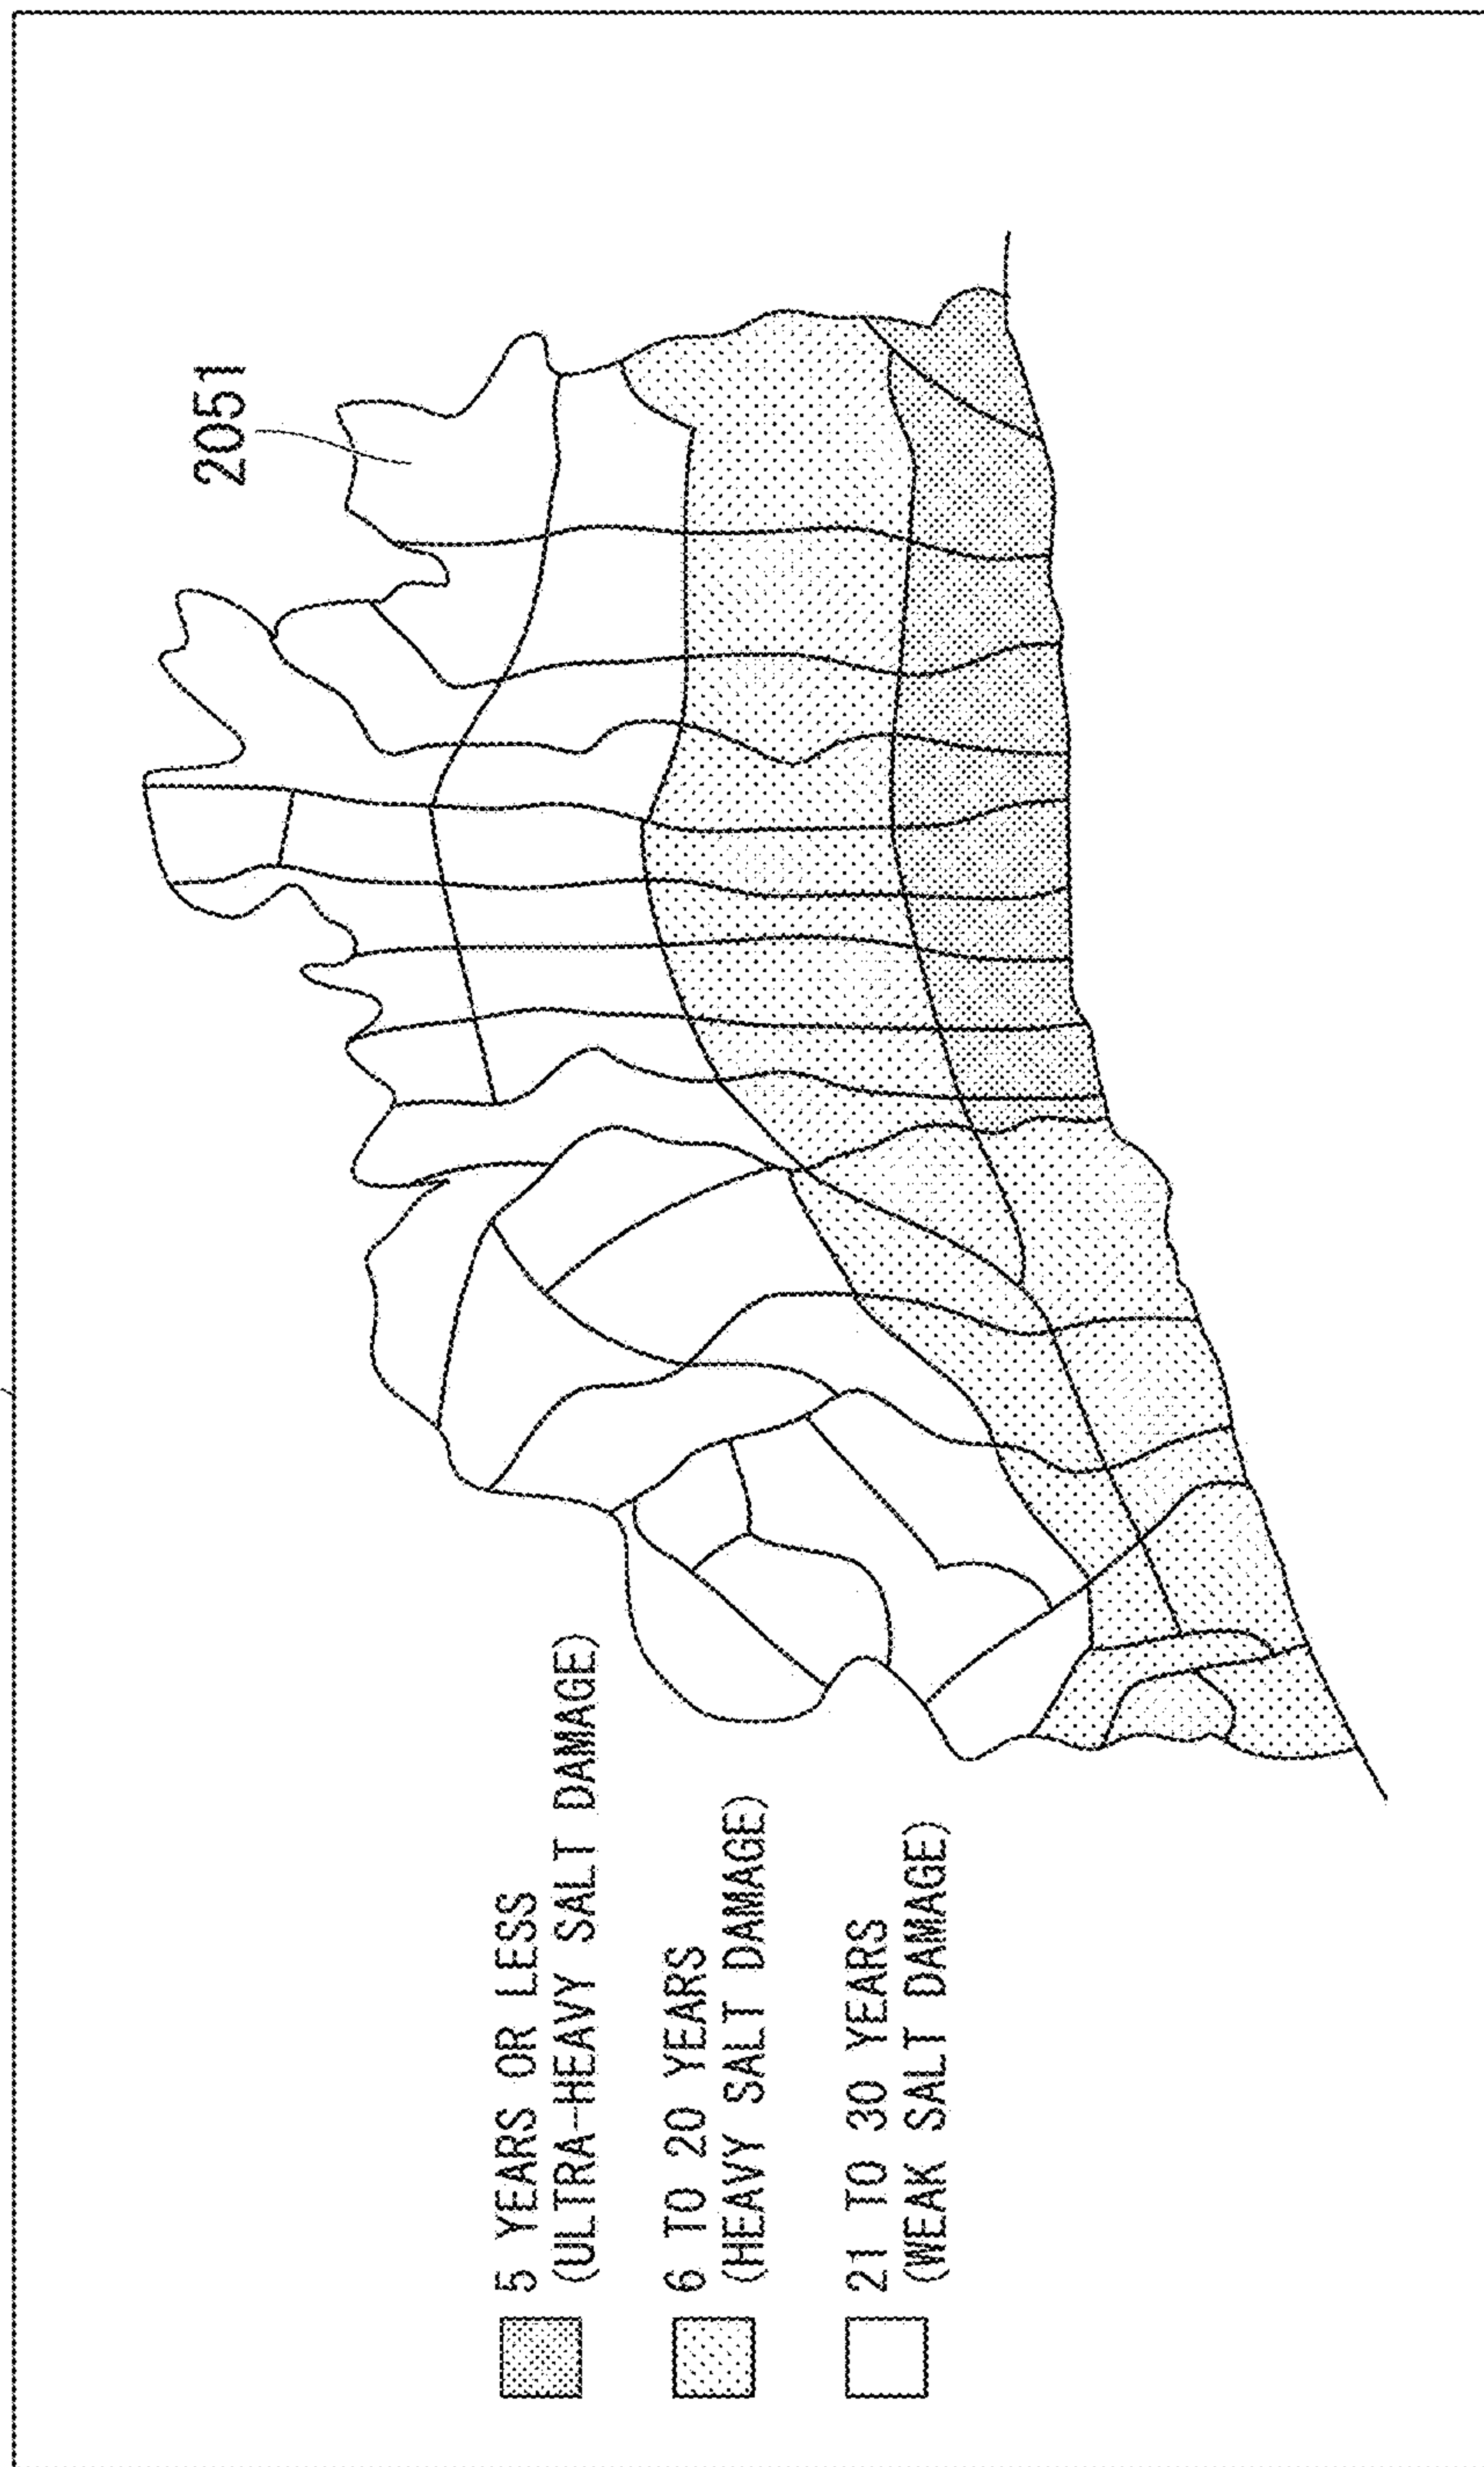 2051
5 YEARS OR LESS
(ULTRA-HEAVY SALT DAMAGE)
6 TO 20 YEARS
(HEAVY SALT DAMAGE)
21 TO 30 YEARS
(WEAK SALT DAMAGE)